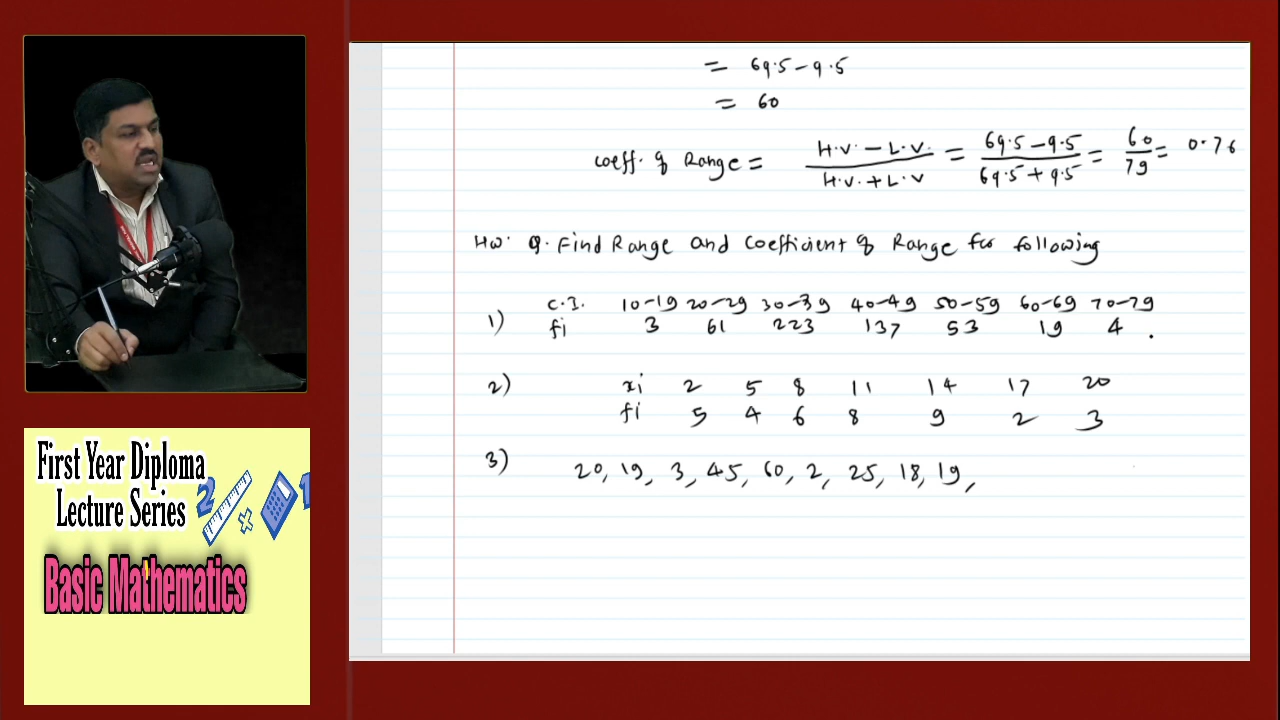 = 69.5 - 9.5
= 60
Coeff. of Range = H.V. - L.V. / H.V. + L.V = 69.5 - 9.5 / 69.5 + 9.5 = 60 / 79 = 0.76
HW. Q. Find Range and Coefficient of Range for following
1) C.I. 10-19 20-29 30-39 40-49 50-59 60-69 70-79
fi 3 61 223 137 53 19 4 .
2) xi 2 5 8 11 14 17 20
fi 5 4 6 8 9 2 3
3) 20, 19, 3, 45, 60, 2, 25, 18, 19,
First Year Diploma
Lecture Series
Basic Mathematics